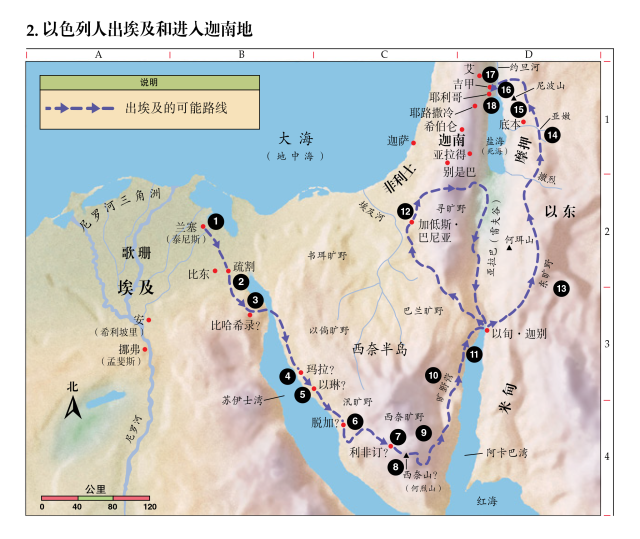 2. 以色列人出埃及和进入迦南地
A
B
C
D
说明
出埃及的可能路线
大海
（地中海）
艾
17
约旦河
吉甲
16
尼波山
耶利哥
18
15
耶路撒冷
底本
亚嫩
1
希伯仑
14
迦萨
迦南
盐海
（死海）
摩押
亚拉得
别是巴
撒烈
非利士
尼罗河三角洲
埃及河
12
寻旷野
以东
兰塞
（泰尼斯）
1
加低斯·
巴尼亚
亚拉巴（雷夫谷）
2
歌珊
书珥旷野
何珥山
比东
疏割
2
东旷野
埃及
3
13
安
（希利坡里）
比哈希录?
巴兰旷野
以倘旷野
以旬·迦别
挪弗
（孟斐斯）
西奈半岛
11
3
4
玛拉?
10
北
5
以琳?
旷野营
米甸
苏伊士湾
汛旷野
脱加?
6
西奈旷野
尼罗河
7
9
利非订?
阿卡巴湾
4
8
西奈山?
（何烈山）
公里
0
40
80
120
红海